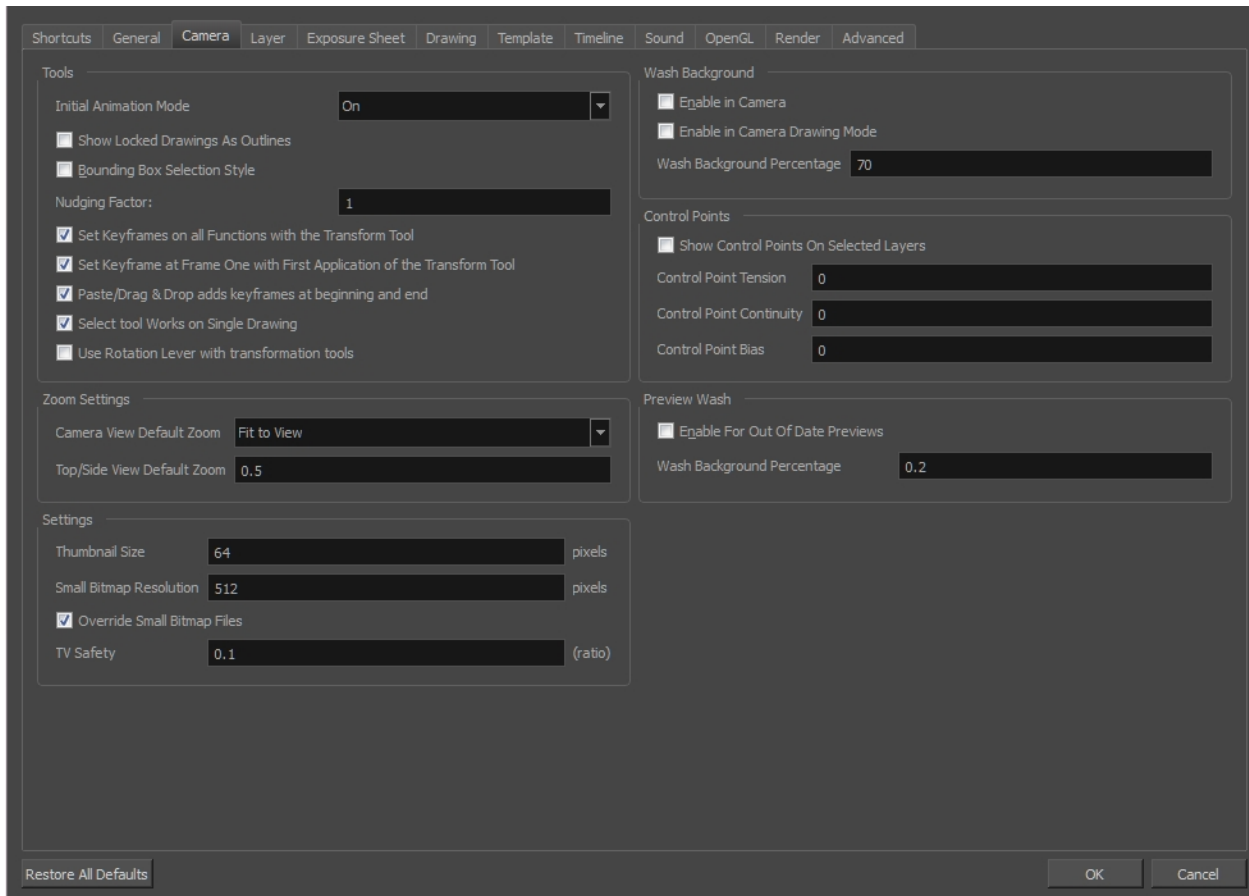 Shortcuts General Camera Layer Exposure Sheet Drawing Template Timeline Sound OpenGL Render Advanced
Tools
Initial Animation Mode On
Show Locked Drawings As Outlines
Bounding Box Selection Style
Nudging Factor: 1
Set Keyframes on all Functions with the Transform Tool
Set Keyframe at Frame One with First Application of the Transform Tool
Paste/Drag & Drop adds keyframes at beginning and end
Select tool Works on Single Drawing
Use Rotation Lever with transformation tools
Zoom Settings
Camera View Default Zoom Fit to View
Top/Side View Default Zoom 0.5
Settings
Thumbnail Size 64 pixels
Small Bitmap Resolution 512 pixels
Override Small Bitmap Files
TV Safety 0.1 (ratio)
Wash Background
Enable in Camera
Enable in Camera Drawing Mode
Wash Background Percentage 70
Control Points
Show Control Points On Selected Layers
Control Point Tension 0
Control Point Continuity 0
Control Point Bias 0
Preview Wash
Enable For Out Of Date Previews
Wash Background Percentage 0.2
Restore All Defaults OK Cancel